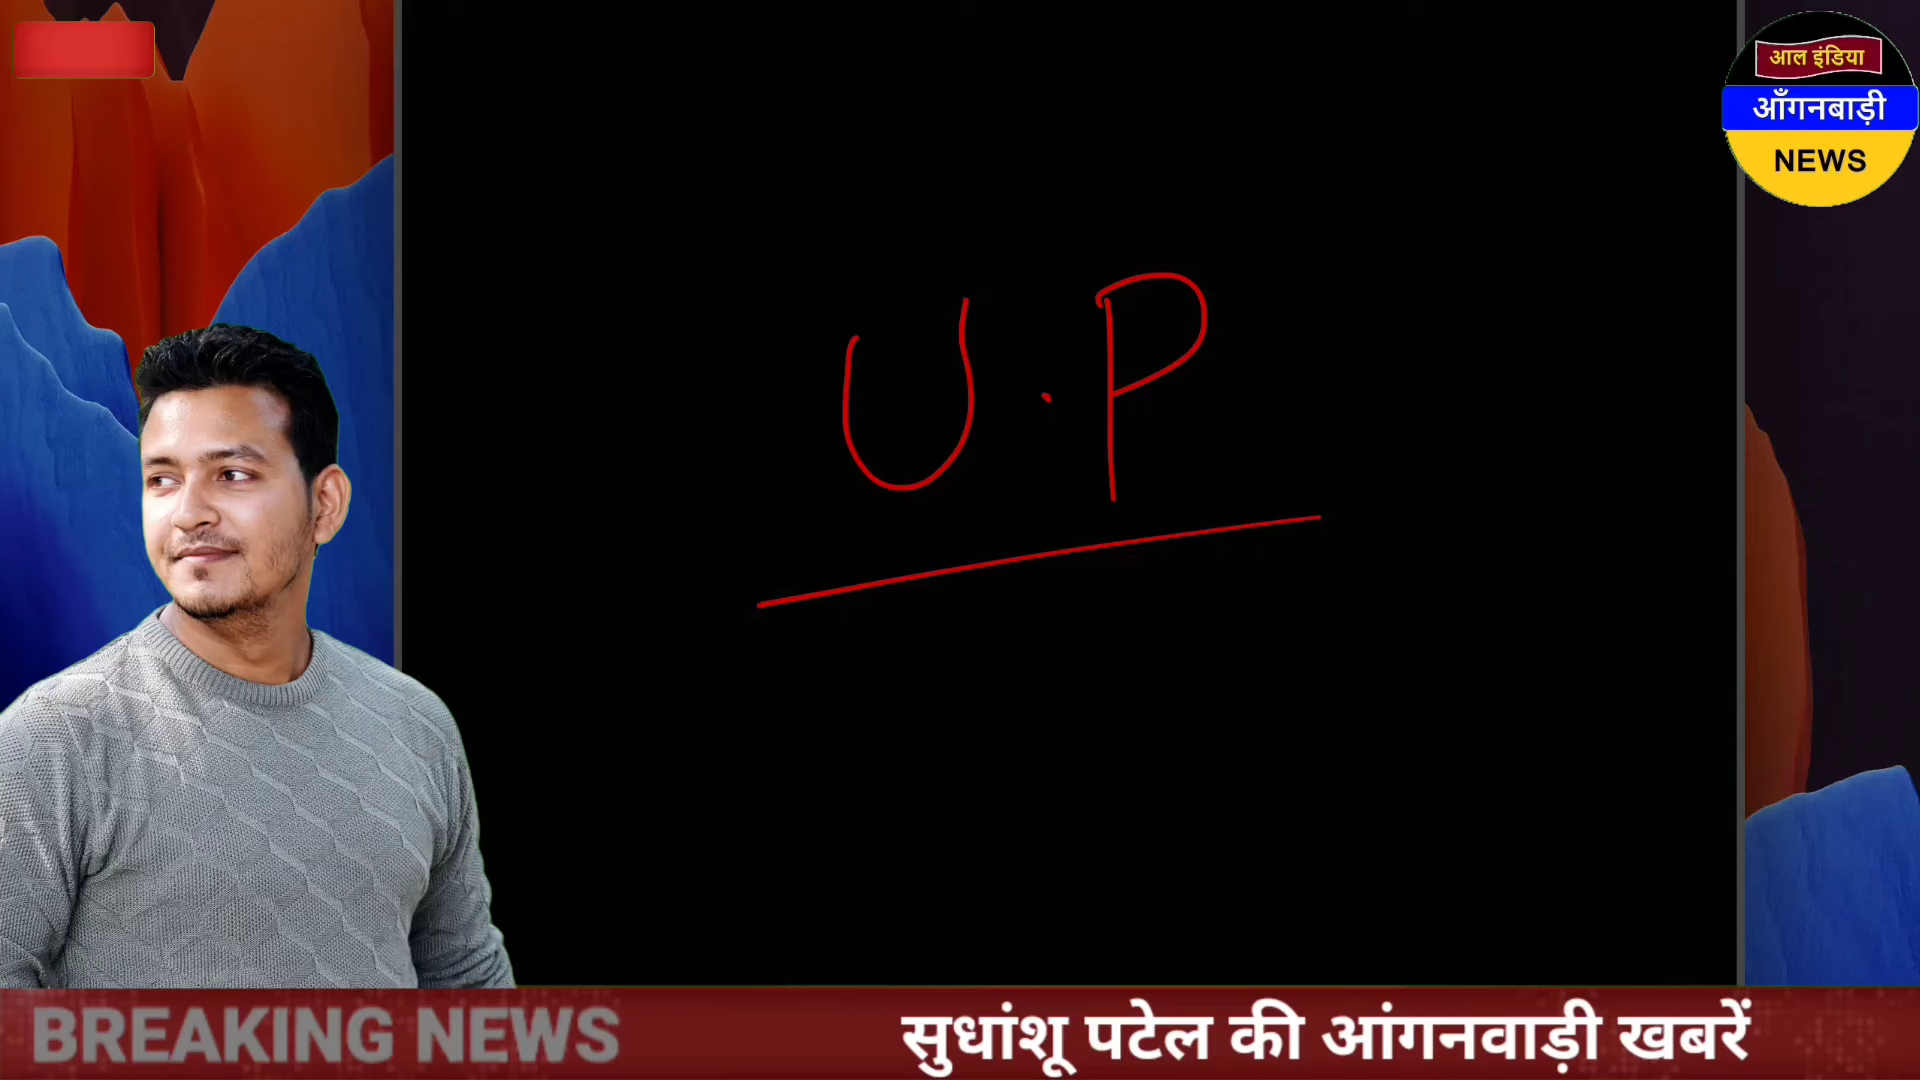 आल इंडिया
आँगनबाड़ी
NEWS
U.P
BREAKING NEWS
सुधांशू पटेल की आंगनवाड़ी खबरें